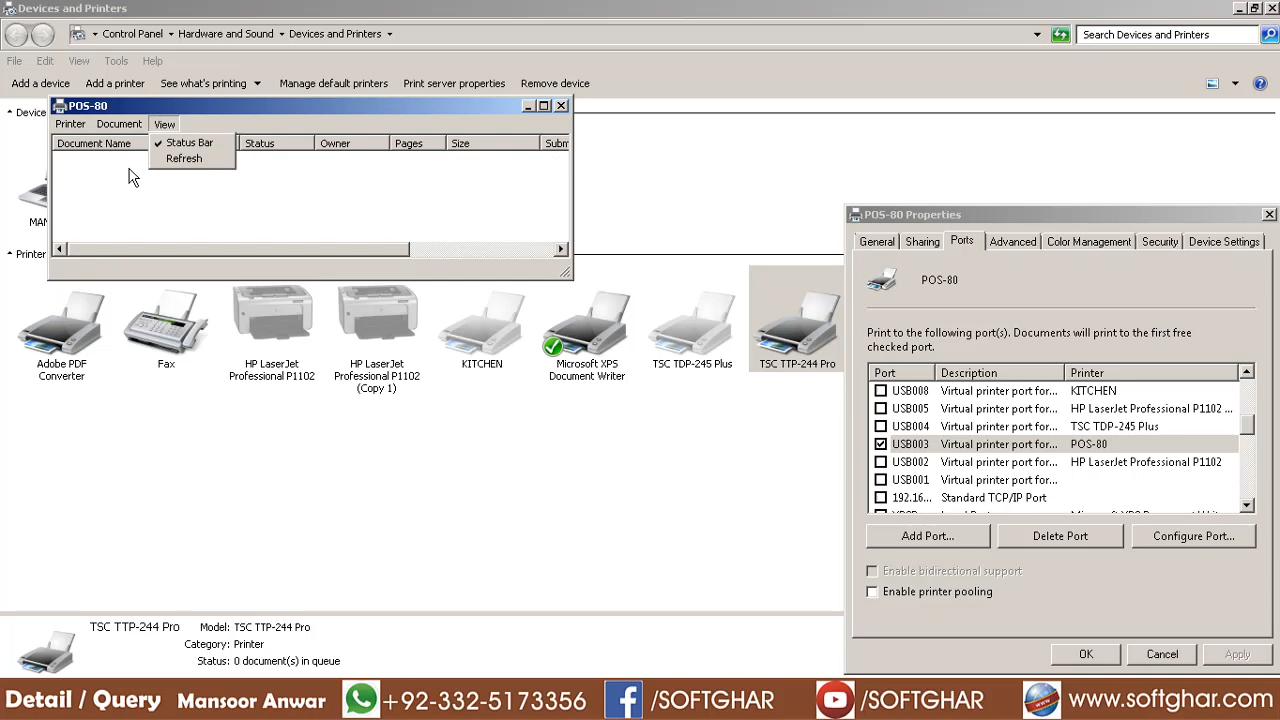 Devices and Printers
Control Panel Hardware and Sound Devices and Printers
Search Devices and Printers
File Edit View Tools Help
Add a device Add a printer See what's printing Manage default printers Print server properties Remove device
POS-80
Printer Document View
Document Name Status Owner Pages Size Subm
Status Bar
Refresh
Device
MAN
Printer
Adobe PDF
Converter
Fax
HP LaserJet
Professional P1102
HP LaserJet
Professional P1102
(Copy 1)
KITCHEN
Microsoft XPS
Document Writer
TSC TDP-245 Plus
TSC TTP-244 Pro
POS-80 Properties
General Sharing Ports Advanced Color Management Security Device Settings
POS-80
Print to the following port(s). Documents will print to the first free
checked port.
Port Description Printer
USB008 Virtual printer port for... KITCHEN
USB005 Virtual printer port for... HP LaserJet Professional P1102 ...
USB004 Virtual printer port for... TSC TDP-245 Plus
USB003 Virtual printer port for... POS-80
USB002 Virtual printer port for... HP LaserJet Professional P1102
USB001 Virtual printer port for...
192.16... Standard TCP/IP Port
Add Port... Delete Port Configure Port...
Enable bidirectional support
Enable printer pooling
OK Cancel Apply
TSC TTP-244 Pro Model: TSC TTP-244 Pro
Category: Printer
Status: 0 document(s) in queue
Detail / Query Mansoor Anwar +92-332-5173356 /SOFTGHAR /SOFTGHAR www.softghar.com